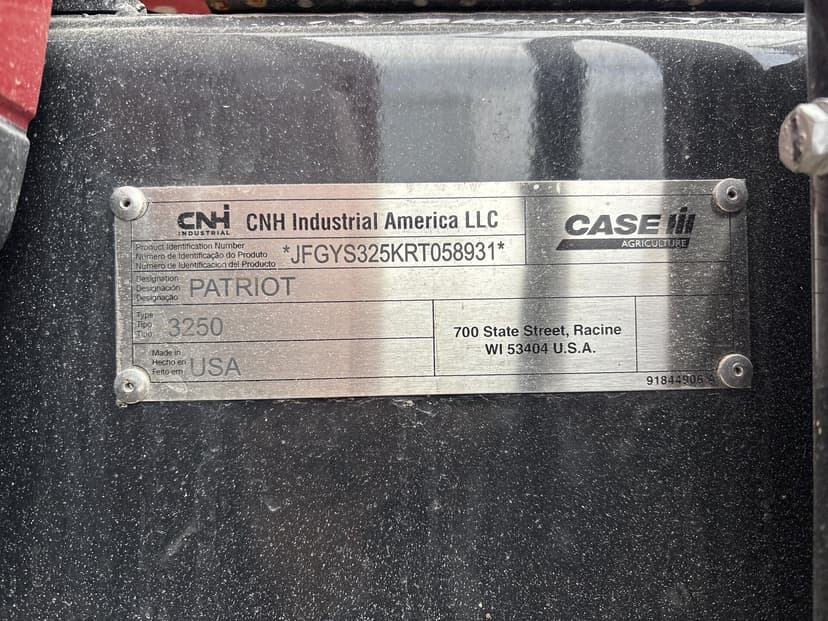 CNH
INDUSTRIAL
CNH Industrial America LLC
CASE IH
AGRICULTURE
Product Identification Number
Número de Identificação do Produto
Número de Identificación del Producto
*JFGYS325KRT058931*
Designation
Designación
Designação
PATRIOT
Type
Tipo
Tipo
3250
700 State Street, Racine
WI 53404 U.S.A.
Made in
Hecho en
Feito em
USA
91844906 A